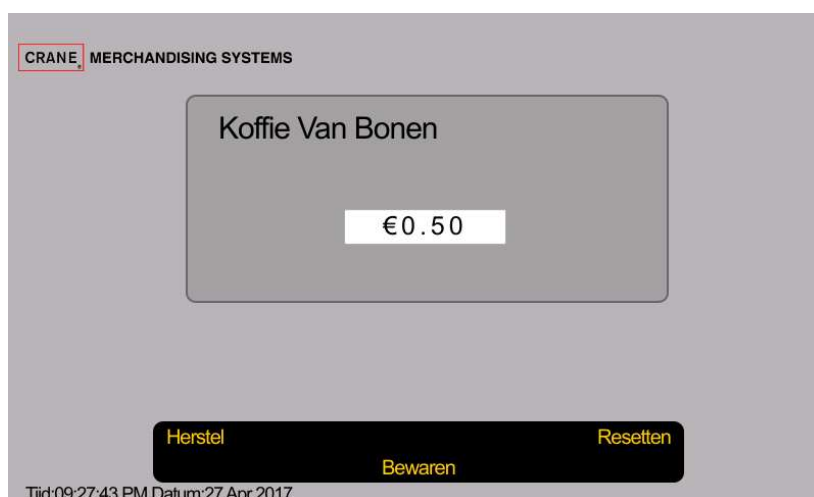 CRANE MERCHANDISING SYSTEMS
Koffie Van Bonen
€0.50
Herstel
Resetten
Bewaren
Tijd:09:27:43 PM Datum:27 Apr 2017